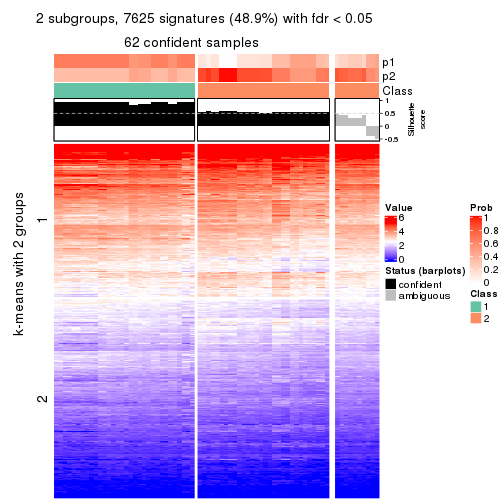 2 subgroups, 7625 signatures (48.9%) with fdr < 0.05
62 confident samples
p1
p2
Class
1
0.5
0
-0.5
Silhouette
score
k-means with 2 groups
1
2
Value
6
4
2
0
Status (barplots)
confident
ambiguous
Prob
1
0.8
0.6
0.4
0.2
0
Class
1
2